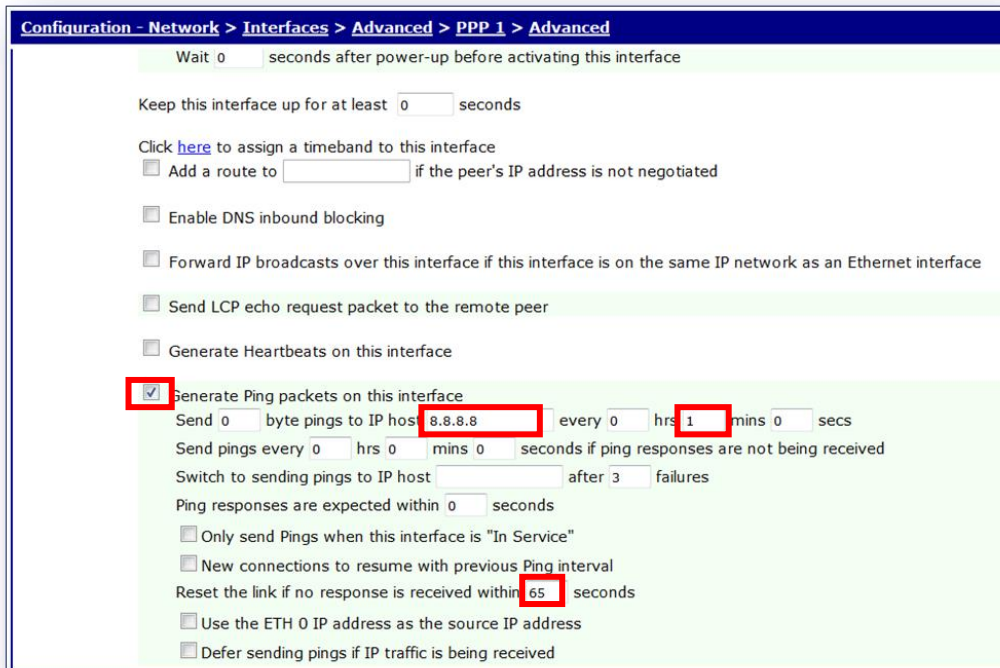 Configuration - Network > Interfaces > Advanced > PPP 1 > Advanced
Wait 0 seconds after power-up before activating this interface
Keep this interface up for at least 0 seconds
Click here to assign a timeband to this interface
Add a route to if the peer's IP address is not negotiated
Enable DNS inbound blocking
Forward IP broadcasts over this interface if this interface is on the same IP network as an Ethernet interface
Send LCP echo request packet to the remote peer
Generate Heartbeats on this interface
Generate Ping packets on this interface
Send 0 byte pings to IP host 8.8.8.8 every 0 hrs 1 mins 0 secs
Send pings every 0 hrs 0 mins 0 seconds if ping responses are not being received
Switch to sending pings to IP host after 3 failures
Ping responses are expected within 0 seconds
Only send Pings when this interface is "In Service"
New connections to resume with previous Ping interval
Reset the link if no response is received within 65 seconds
Use the ETH 0 IP address as the source IP address
Defer sending pings if IP traffic is being received